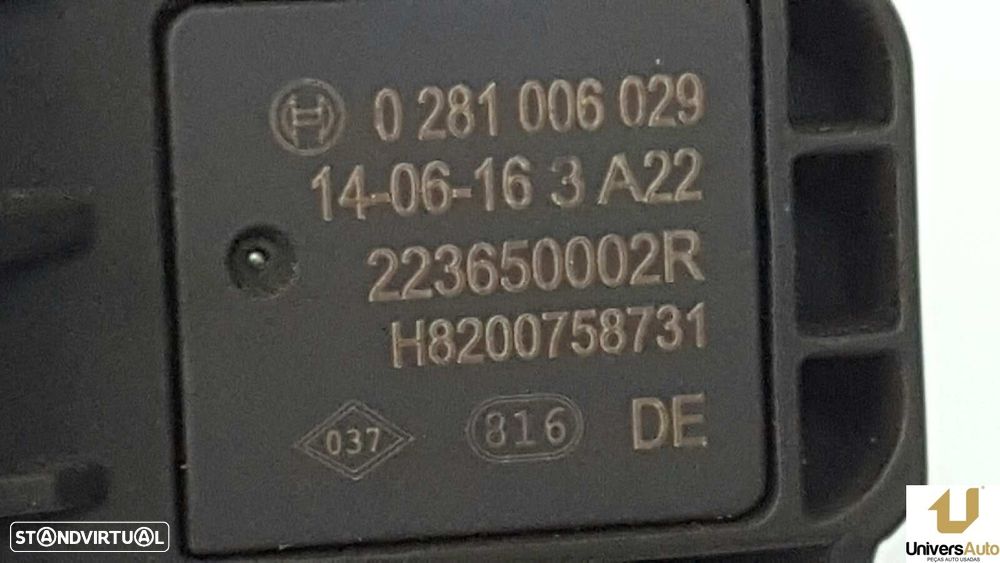 0 281 006 029
14-06-16 3 A22
223650002R
H8200758731
037 816 DE
STANDVIRTUAL
UniversAuto
PEÇAS AUTO USADAS